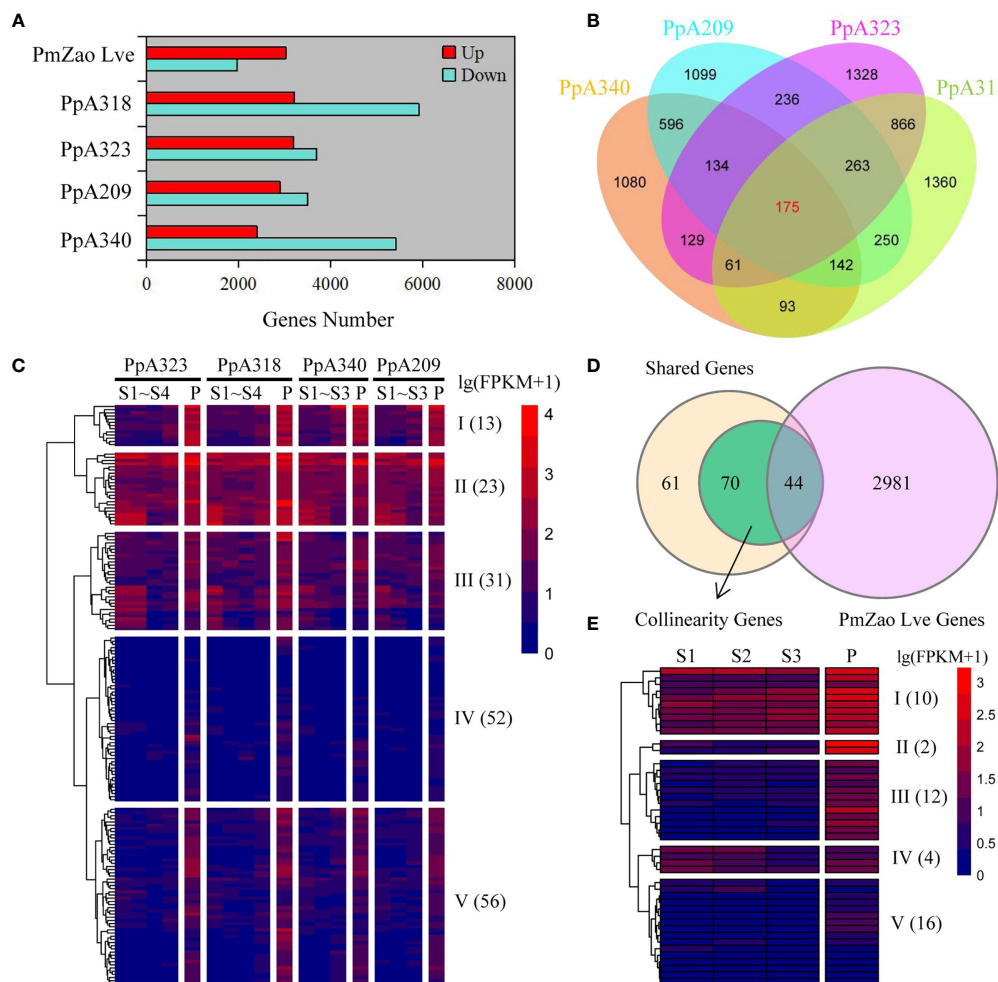 A
PmZao Lve
PpA318
PpA323
PpA209
PpA340
Up
Down
0 2000 4000 6000 8000
Genes Number
B
PpA209 PpA323
PpA340 PpA31
1099 1328
596 236 866
1080 134 263 1360
175
129 250
61 142
93
C
PpA323 PpA318 PpA340 PpA209
S1~S4 P S1~S4 P S1~S3 P S1~S3 P
lg(FPKM+1)
4
3
2
1
0
I (13)
II (23)
III (31)
IV (52)
V (56)
D
Shared Genes
61 70 44 2981
Collinearity Genes PmZao Lve Genes
E
S1 S2 S3 P
lg(FPKM+1)
3
2.5
2
1.5
1
0.5
0
I (10)
II (2)
III (12)
IV (4)
V (16)